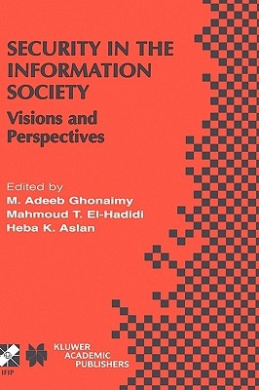 SECURITY IN THE
INFORMATION
SOCIETY
Visions and
Perspectives
Edited by
M. Adeeb Ghonaimy
Mahmoud T. El-Hadidi
Heba K. Aslan
IFIP
KLUWER
ACADEMIC
PUBLISHERS